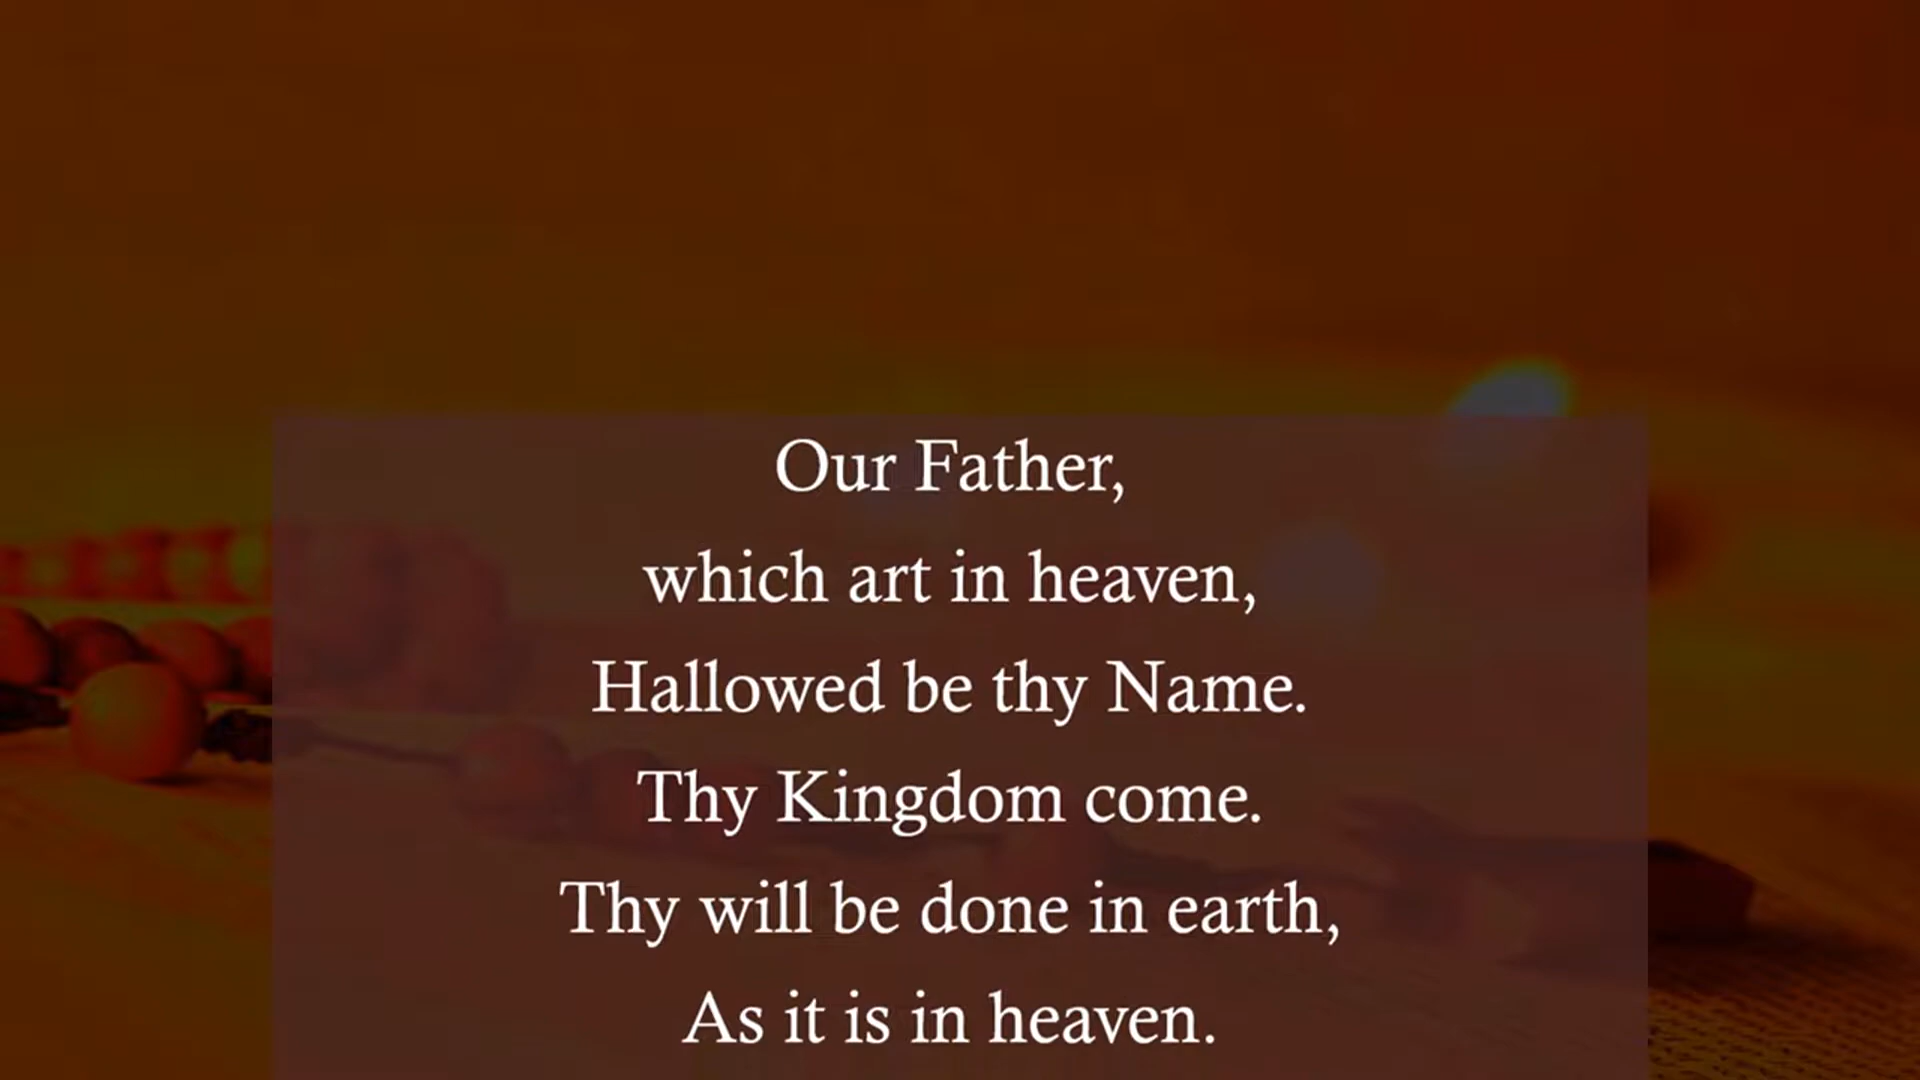 Our Father,
which art in heaven,
Hallowed be thy Name.
Thy Kingdom come.
Thy will be done in earth,
As it is in heaven.